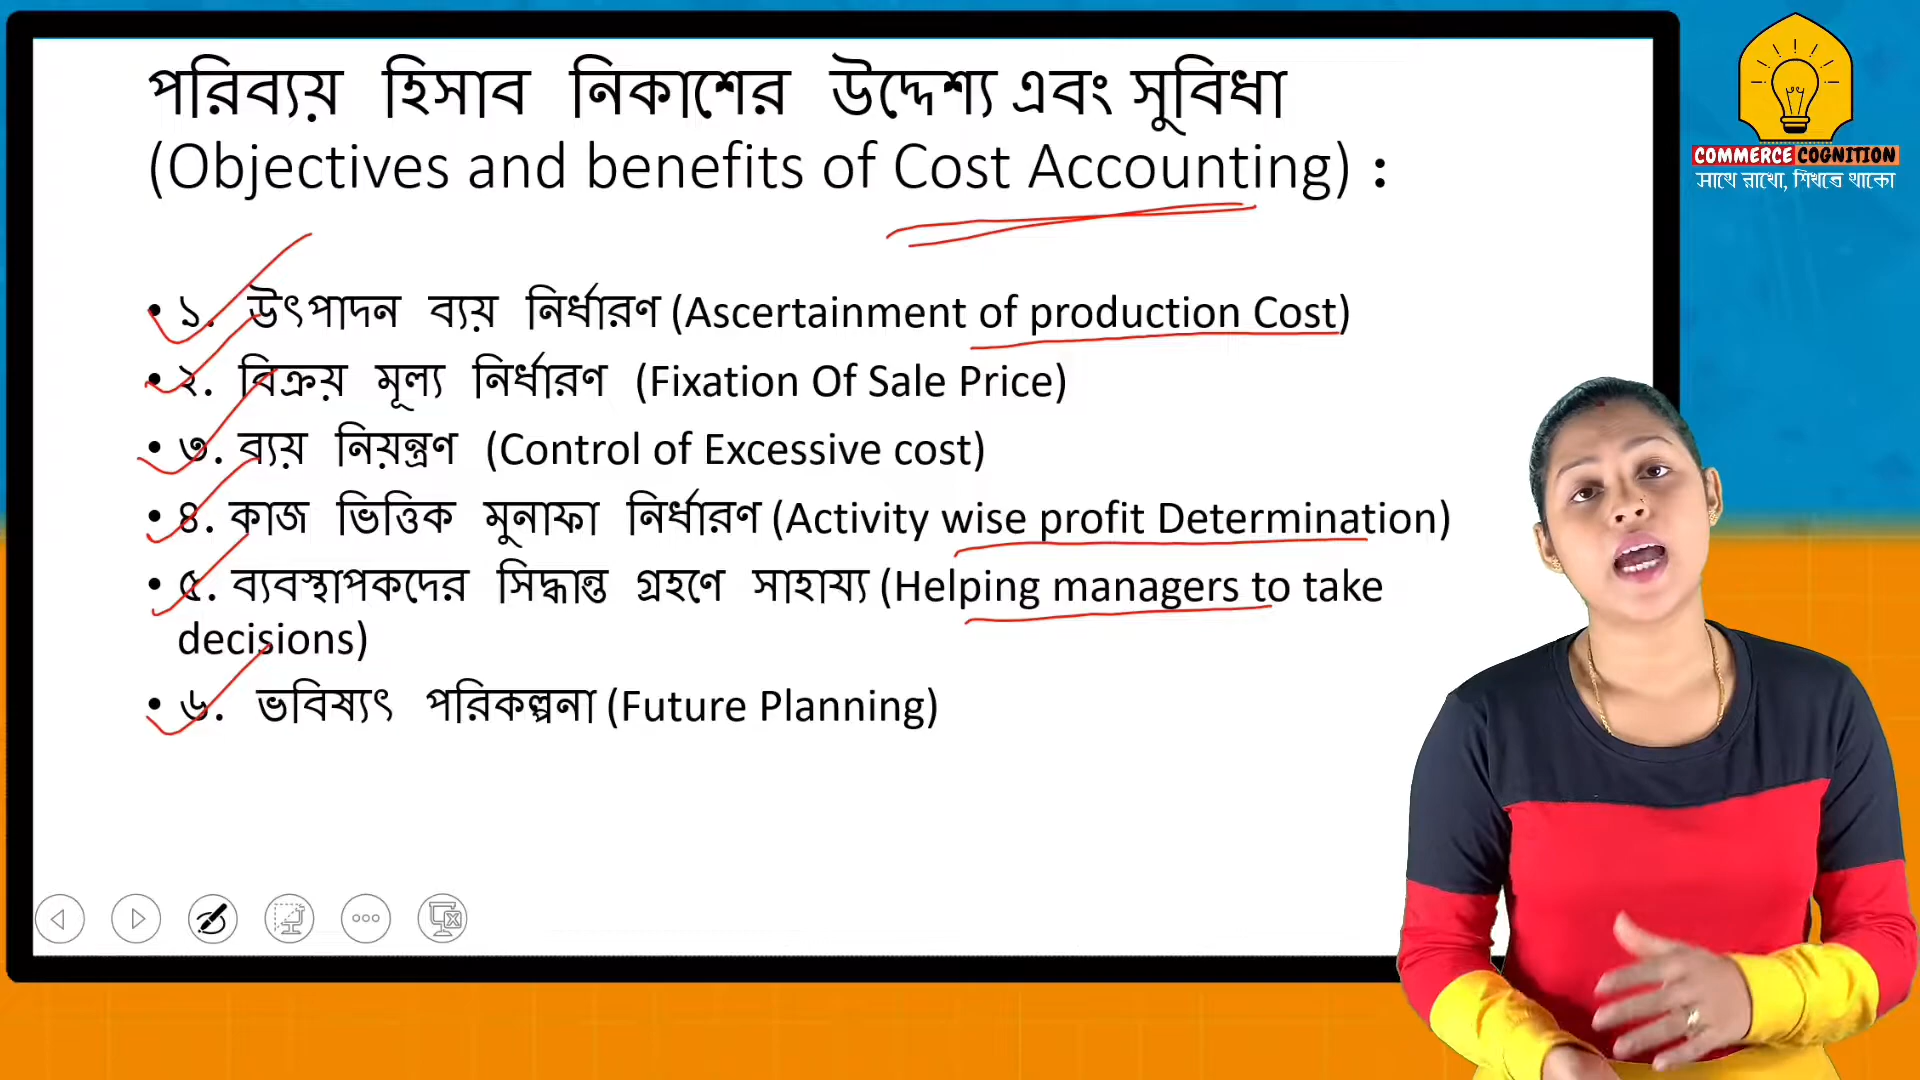 পরিব্যয় হিসাব নিকাশের উদ্দেশ্য এবং সুবিধা
(Objectives and benefits of Cost Accounting) :
• ১. উৎপাদন ব্যয় নির্ধারণ (Ascertainment of production Cost)
• ২. বিক্রয় মূল্য নির্ধারণ (Fixation Of Sale Price)
• ৩. ব্যয় নিয়ন্ত্রণ (Control of Excessive cost)
• ৪. কাজ ভিত্তিক মুনাফা নির্ধারণ (Activity wise profit Determination)
• ৫. ব্যবস্থাপকদের সিদ্ধান্ত গ্রহণে সাহায্য (Helping managers to take
decisions)
• ৬. ভবিষ্যৎ পরিকল্পনা (Future Planning)
COMMERCE COGNITION
সাথে রাখো, শিখতে থাকো